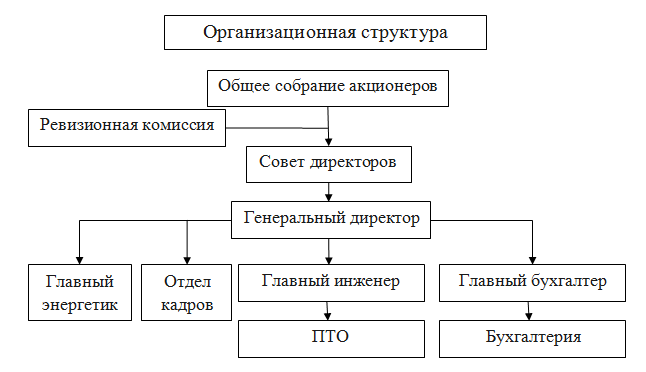 Организационная структура
Общее собрание акционеров
Ревизионная комиссия
Совет директоров
Генеральный директор
Главный
энергетик
Отдел
кадров
Главный инженер
Главный бухгалтер
ПТО
Бухгалтерия